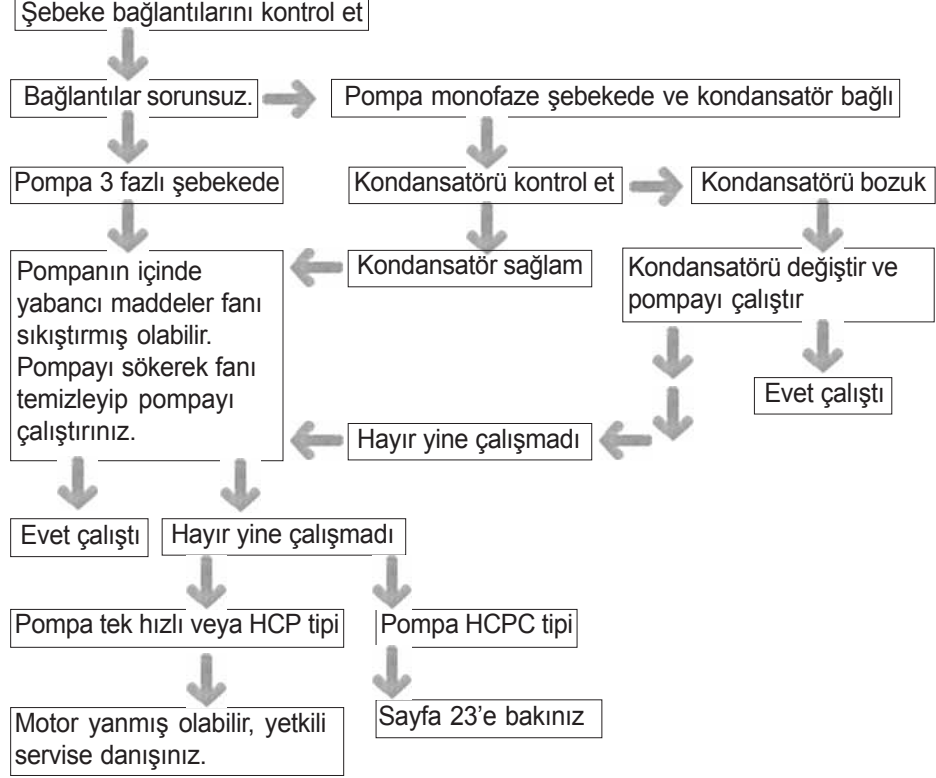 Şebeke bağlantılarını kontrol et
Bağlantılar sorunsuz.
Pompa monofaze şebekede ve kondansatör bağlı
Pompa 3 fazlı şebekede
Kondansatörü kontrol et
Kondansatörü bozuk
Pompanın içinde
yabancı maddeler fanı
sıkıştırmış olabilir.
Pompayı sökerek fanı
temizleyip pompayı
çalıştırınız.
Kondansatör sağlam
Kondansatörü değiştir ve
pompayı çalıştır
Evet çalıştı
Hayır yine çalışmadı
Evet çalıştı
Hayır yine çalışmadı
Pompa tek hızlı veya HCP tipi
Pompa HCPC tipi
Motor yanmış olabilir, yetkili
servise danışınız.
Sayfa 23'e bakınız